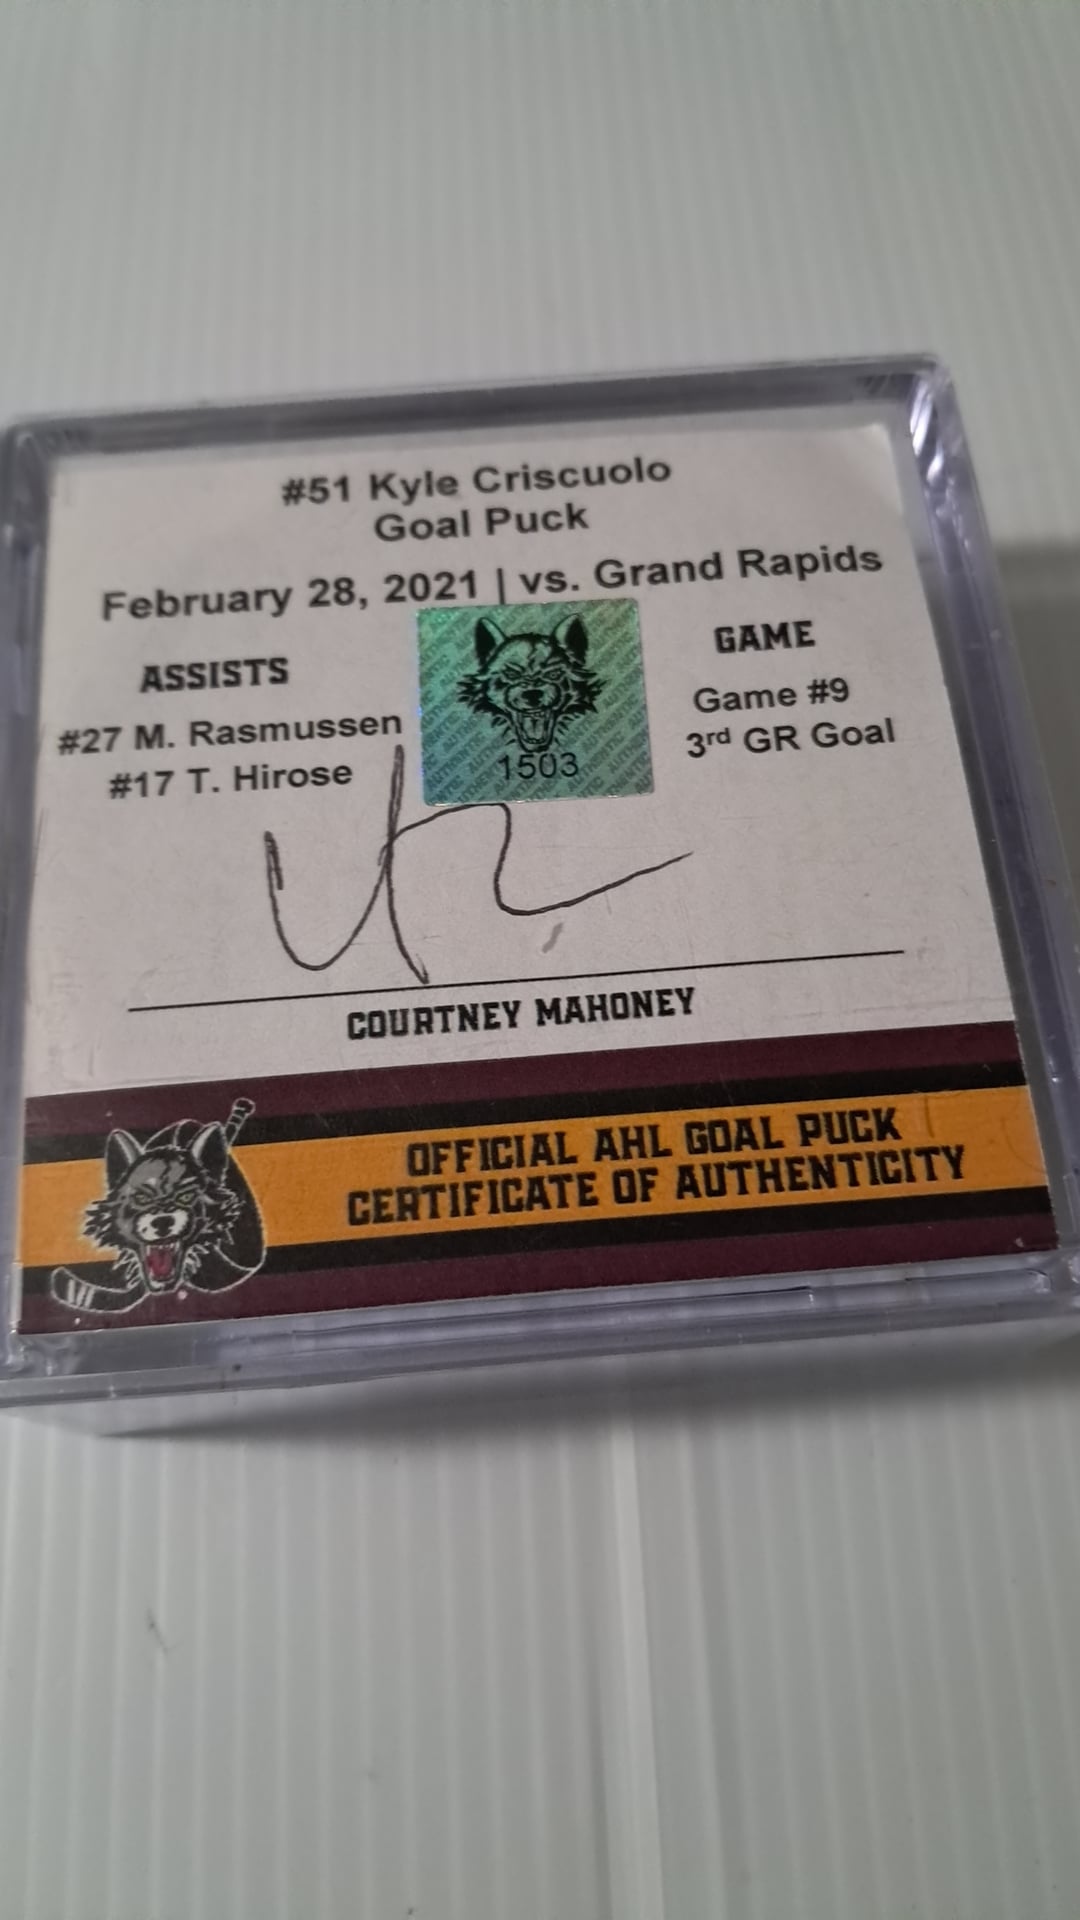 #51 Kyle Criscuolo
Goal Puck
February 28, 2021 | vs. Grand Rapids
ASSISTS
#27 M. Rasmussen
#17 T. Hirose
1503
GAME
Game #9
3rd GR Goal
COURTNEY MAHONEY
OFFICIAL AHL GOAL PUCK
CERTIFICATE OF AUTHENTICITY